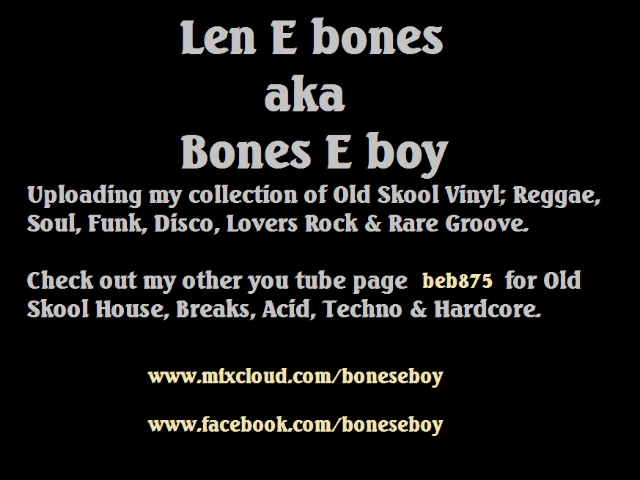 Len E bones
aka
Bones E boy
Uploading my collection of Old Skool Vinyl; Reggae,
Soul, Funk, Disco, Lovers Rock & Rare Groove.
Check out my other you tube page beb875 for Old
Skool House, Breaks, Acid, Techno & Hardcore.
www.mixcloud.com/boneseboy
www.facebook.com/boneseboy